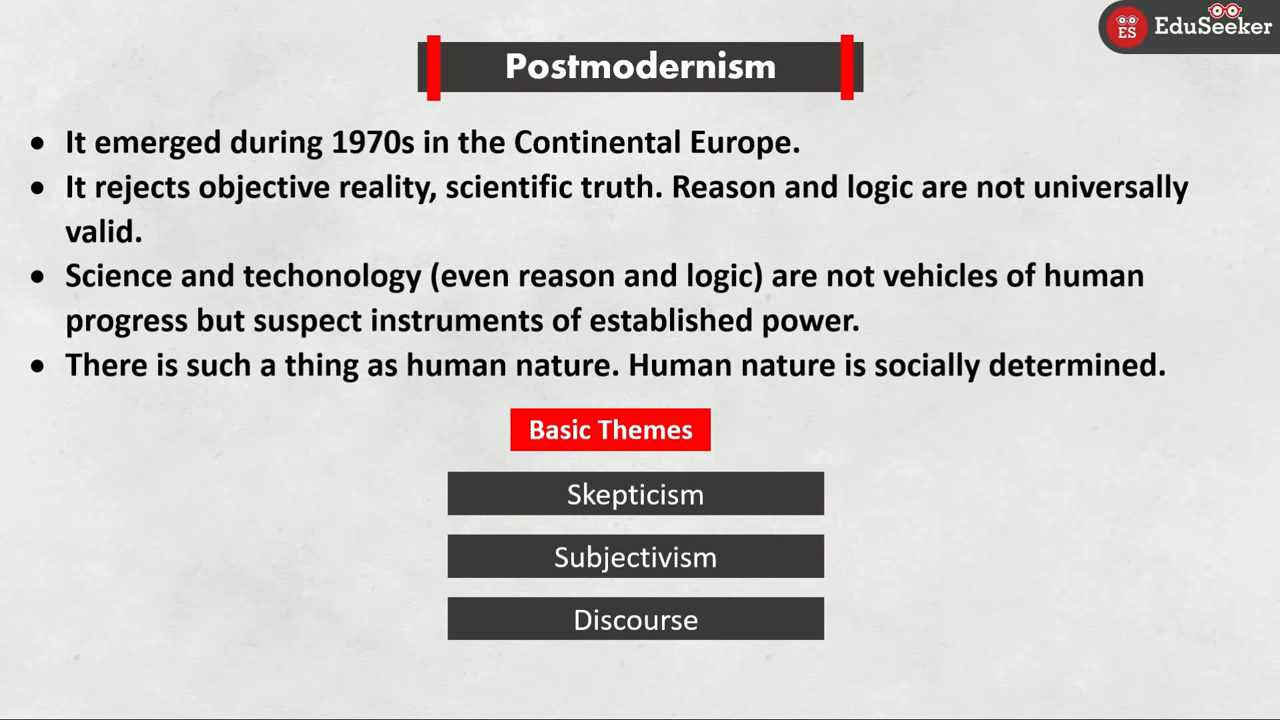 ES EduSeeker
Postmodernism
• It emerged during 1970s in the Continental Europe.
• It rejects objective reality, scientific truth. Reason and logic are not universally
valid.
• Science and techonology (even reason and logic) are not vehicles of human
progress but suspect instruments of established power.
• There is such a thing as human nature. Human nature is socially determined.
Basic Themes
Skepticism
Subjectivism
Discourse